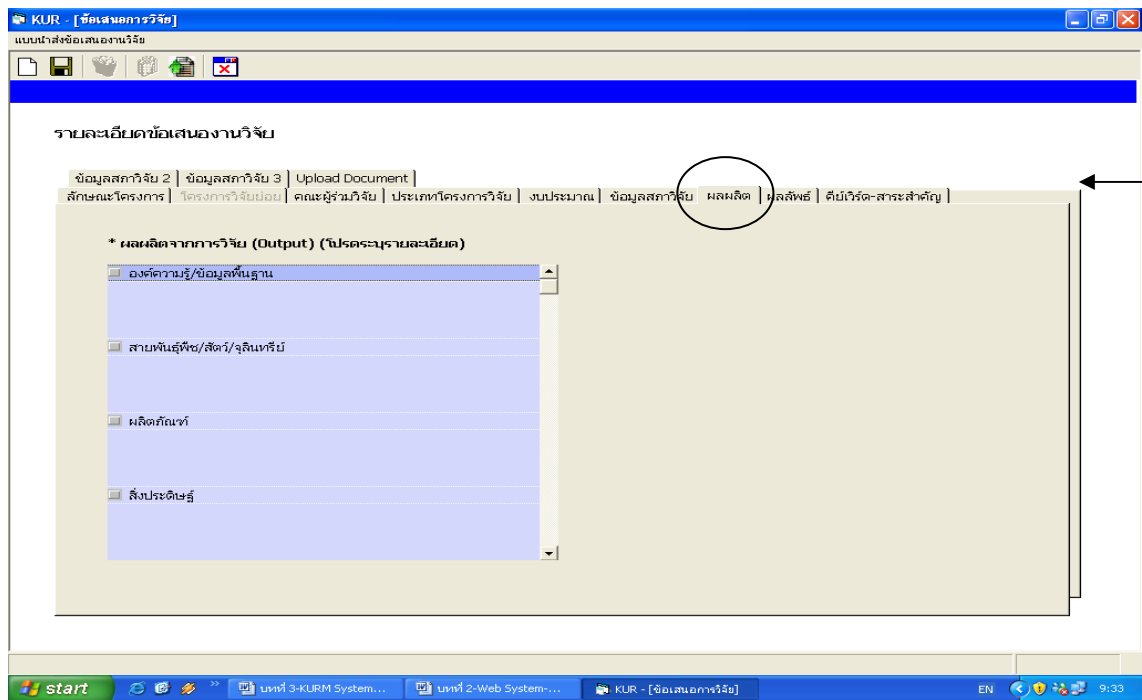 KUR - [ข้อเสนอการวิจัย]
แบบนำส่งข้อเสนองานวิจัย
รายละเอียดข้อเสนองานวิจัย
ข้อมูลสภาวิจัย 2 ข้อมูลสภาวิจัย 3 Upload Document
ลักษณะโครงการ โครงการวิจัยย่อย คณะผู้ร่วมวิจัย ประเภทโครงการวิจัย งบประมาณ ข้อมูลสภาวิจัย ผลผลิต ผลลัพธ์ คีย์เวิร์ด-สาระสำคัญ
* ผลผลิตจากการวิจัย (Output) (โปรดระบุรายละเอียด)
องค์ความรู้/ข้อมูลพื้นฐาน
สายพันธุ์พืช/สัตว์/จุลินทรีย์
ผลิตภัณฑ์
สิ่งประดิษฐ์
start » บทที่ 3-KURM System... บทที่ 2-Web System-... KUR - [ข้อเสนอการวิจัย] EN 9:33